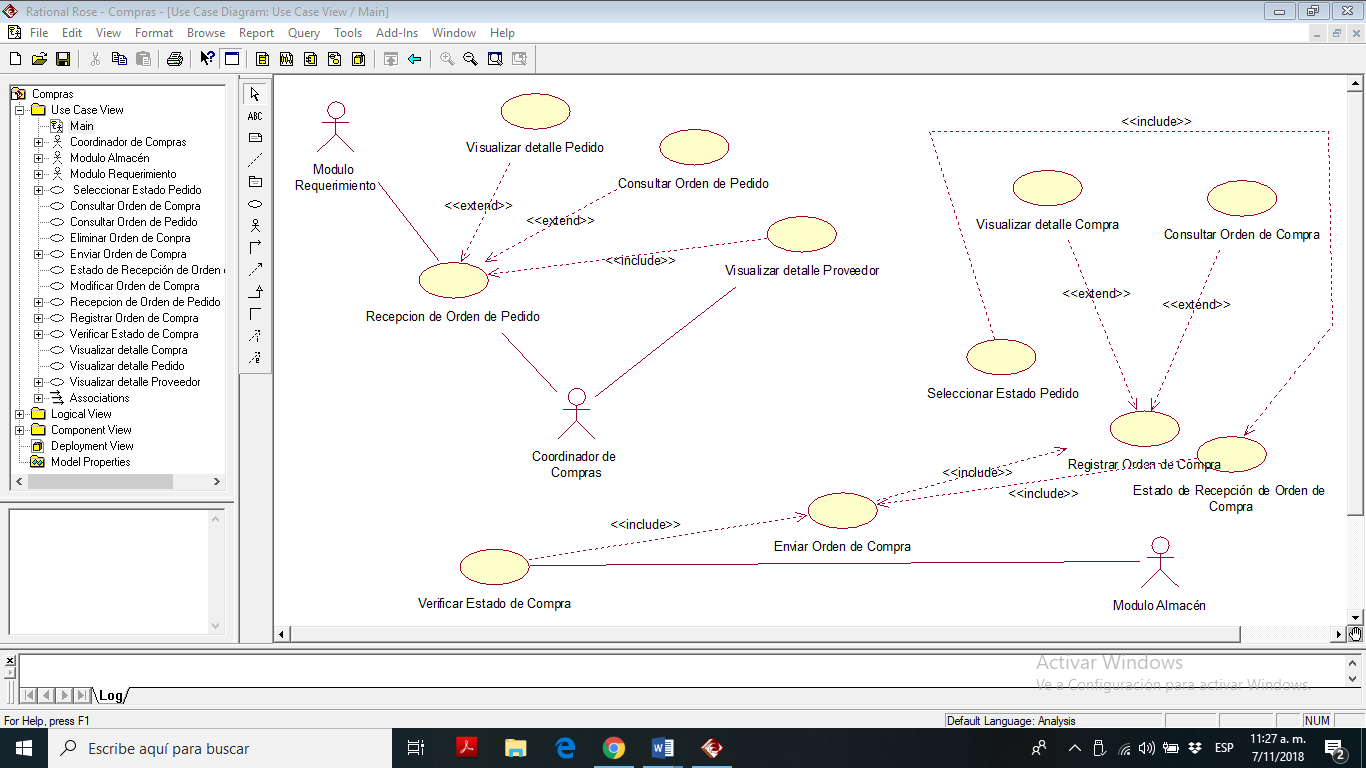 Rational Rose - Compras - [Use Case Diagram: Use Case View / Main]
File Edit View Format Browse Report Query Tools Add-Ins Window Help
Compras
Use Case View
Main
Coordinador de Compras
Modulo Almacén
Modulo Requerimiento
Seleccionar Estado Pedido
Consultar Orden de Compra
Consultar Orden de Pedido
Eliminar Orden de Conpra
Enviar Orden de Compra
Estado de Recepción de Orden
Modificar Orden de Compra
Recepcion de Orden de Pedido
Registrar Orden de Compra
Verificar Estado de Compra
Visualizar detalle Compra
Visualizar detalle Pedido
Visualizar detalle Proveedor
Associations
Logical View
Component View
Deployment View
Model Properties
ABC
Modulo
Requerimiento
Visualizar detalle Pedido
Consultar Orden de Pedido
<<extend>>
<<extend>>
<<include>>
Visualizar detalle Proveedor
Recepcion de Orden de Pedido
Coordinador de
Compras
<<include>>
Visualizar detalle Compra
Consultar Orden de Compra
<<extend>>
<<extend>>
Seleccionar Estado Pedido
Registrar Orden de Compra
<<include>>
<<include>>
Estado de Recepción de Orden de
Compra
<<include>>
Enviar Orden de Compra
Verificar Estado de Compra
Modulo Almacén
Activar Windows
Ve a Configuración para activar Windows.
Log
For Help, press F1
Default Language: Analysis
NUM
Escribe aquí para buscar
ESP
11:27 a. m.
7/11/2018
2